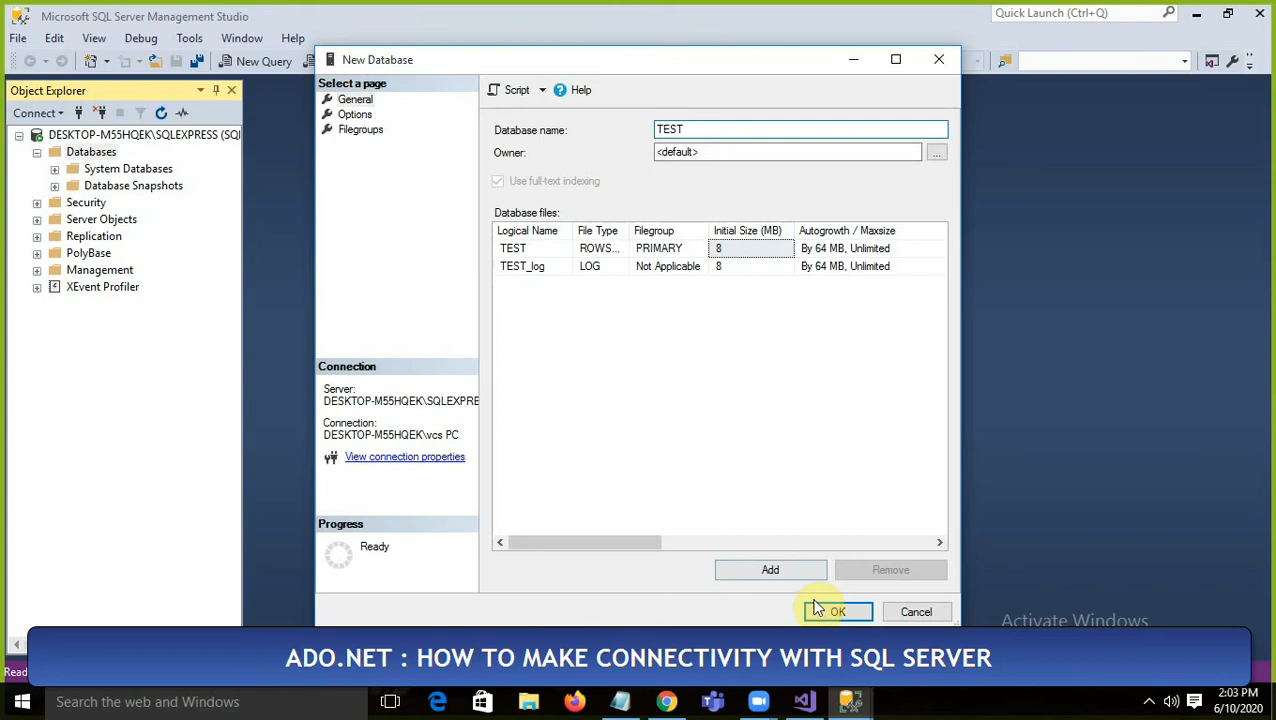 Microsoft SQL Server Management Studio
Quick Launch (Ctrl+Q)
File Edit View Debug Tools Window Help
New Query
Object Explorer
Connect
DESKTOP-M55HQEK\SQLEXPRESS (SQ
Databases
System Databases
Database Snapshots
Security
Server Objects
Replication
PolyBase
Management
XEvent Profiler
New Database
Select a page
General
Options
Filegroups
Script Help
Database name: TEST
Owner: <default> ...
Use full-text indexing
Database files:
Logical Name File Type Filegroup Initial Size (MB) Autogrowth / Maxsize
TEST ROWS... PRIMARY 8 By 64 MB, Unlimited
TEST_log LOG Not Applicable 8 By 64 MB, Unlimited
Connection
Server:
DESKTOP-M55HQEK\SQLEXPRE
Connection:
DESKTOP-M55HQEK\vcs PC
View connection properties
Progress
Ready
Add Remove
OK Cancel
Activate Windows
Read
ADO.NET : HOW TO MAKE CONNECTIVITY WITH SQL SERVER
Search the web and Windows
2:03 PM
6/10/2020